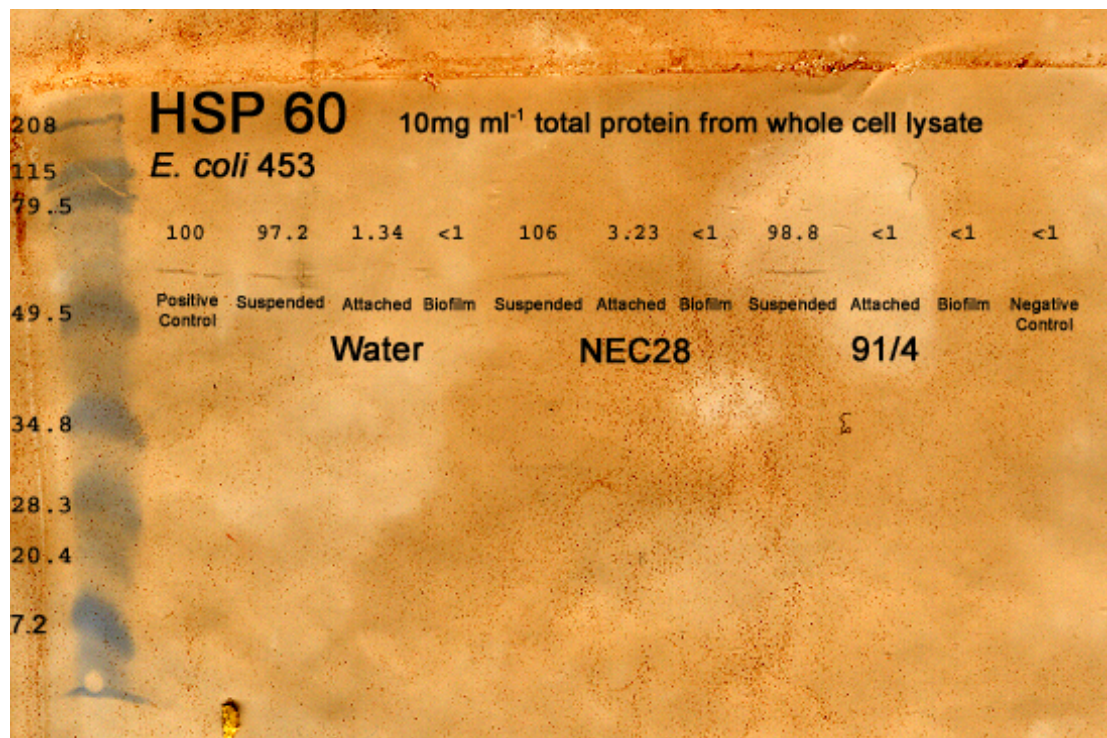 208
HSP 60
10mg ml⁻¹ total protein from whole cell lysate
115
E. coli 453
79.5
100 97.2 1.34 <1 106 3.23 <1 98.8 <1 <1 <1
Positive Control Suspended Attached Biofilm Suspended Attached Biofilm Suspended Attached Biofilm Negative Control
49.5
Water NEC28 91/4
34.8
28.3
20.4
7.2